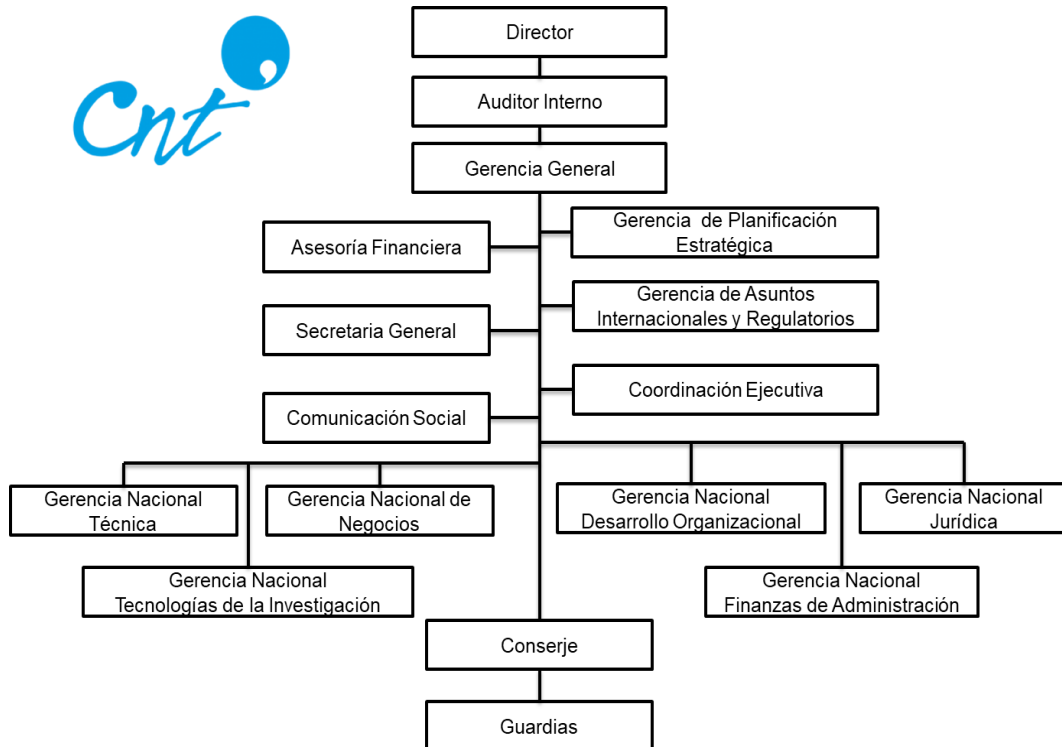 Cnt
Director
Auditor Interno
Gerencia General
Gerencia de Planificación
Estratégica
Asesoría Financiera
Gerencia de Asuntos
Internacionales y Regulatorios
Secretaria General
Coordinación Ejecutiva
Comunicación Social
Gerencia Nacional
Técnica
Gerencia Nacional de
Negocios
Gerencia Nacional
Desarrollo Organizacional
Gerencia Nacional
Jurídica
Gerencia Nacional
Tecnologías de la Investigación
Gerencia Nacional
Finanzas de Administración
Conserje
Guardias